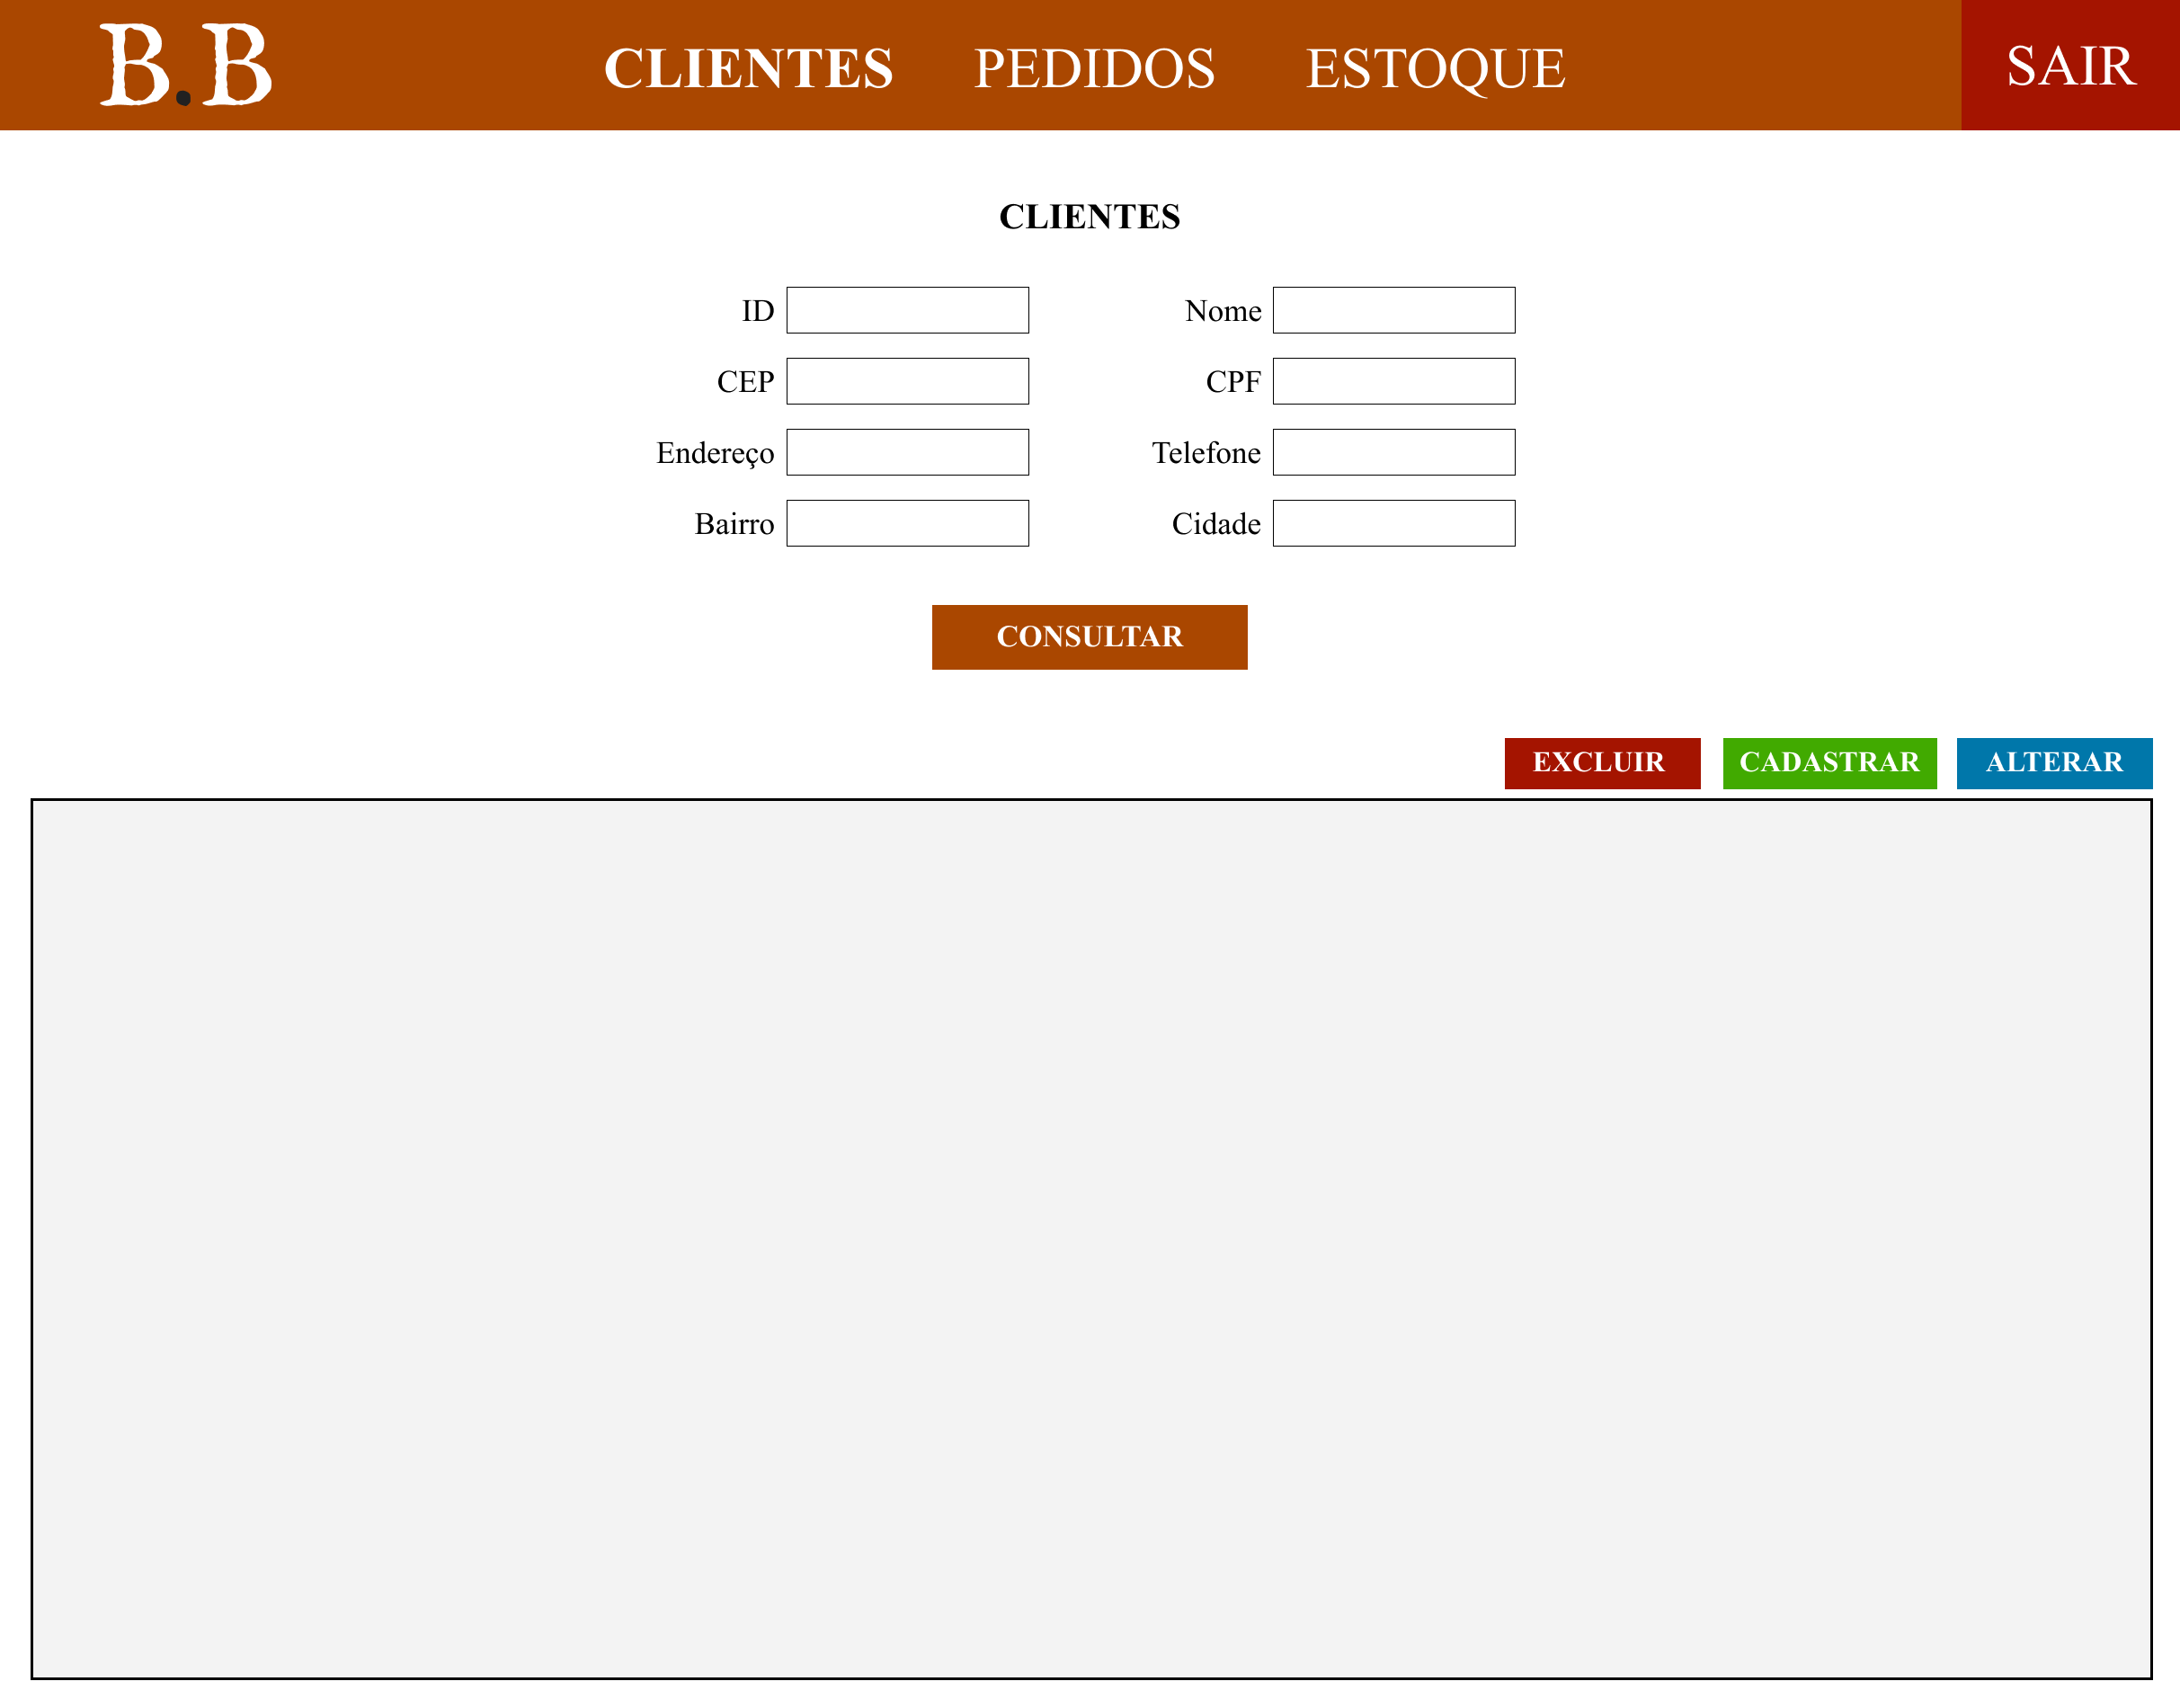 B.B CLIENTES PEDIDOS ESTOQUE SAIR
CLIENTES
ID Nome
CEP CPF
Endereço Telefone
Bairro Cidade
CONSULTAR
EXCLUIR CADASTRAR ALTERAR